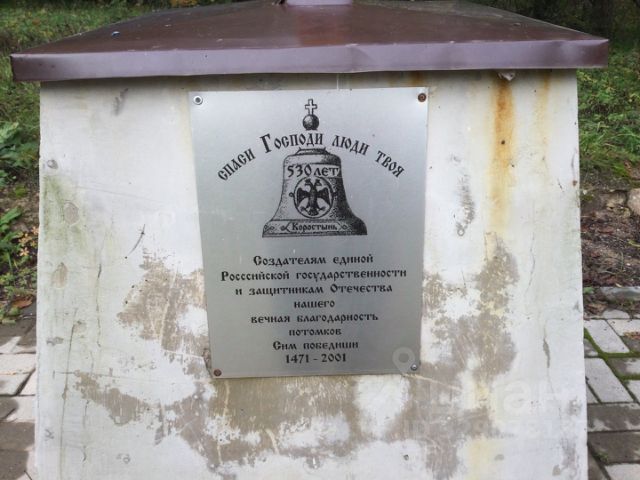 спаси Господи люди твоя
530 лет
Коростынь
Создателям единой
Росссийской государственности
и защитникам Отечества
нашего
вечная благодарность
потомков
Сим победиши
1471 - 2001